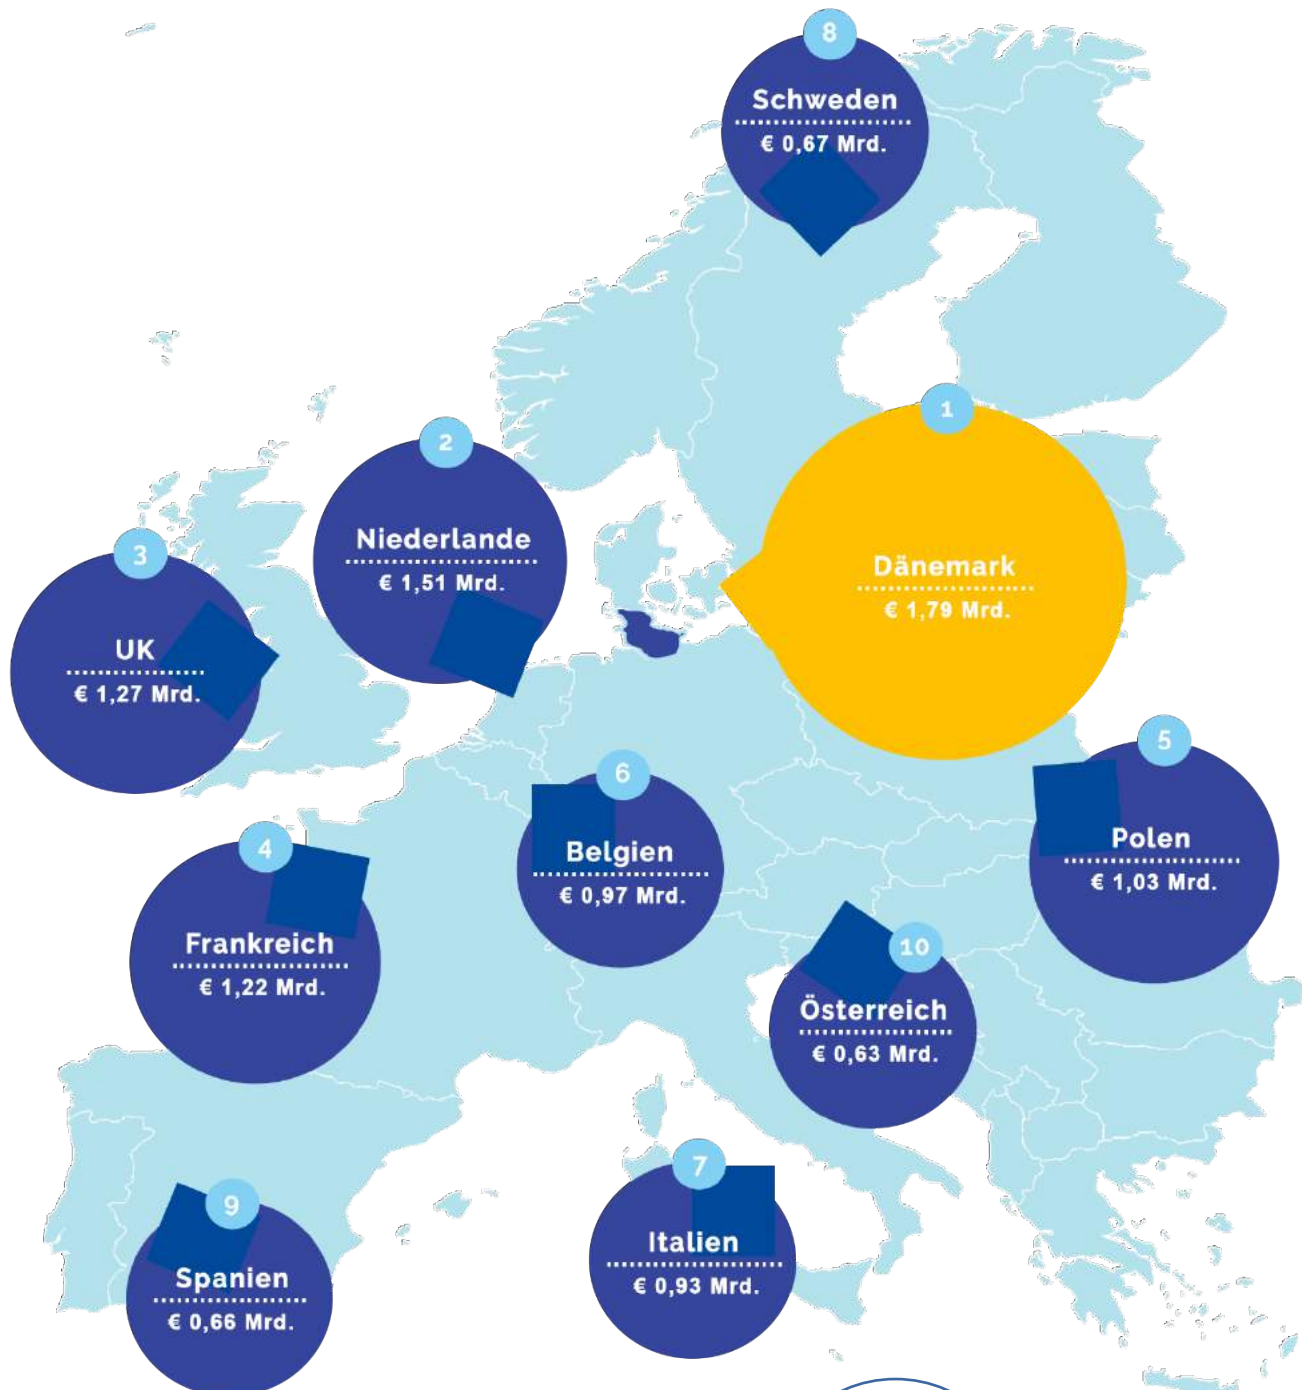 8
Schweden
€ 0,67 Mrd.
1
Dänemark
€ 1,79 Mrd.
2
Niederlande
€ 1,51 Mrd.
3
UK
€ 1,27 Mrd.
5
Polen
€ 1,03 Mrd.
6
Belgien
€ 0,97 Mrd.
4
Frankreich
€ 1,22 Mrd.
10
Österreich
€ 0,63 Mrd.
7
Italien
€ 0,93 Mrd.
9
Spanien
€ 0,66 Mrd.